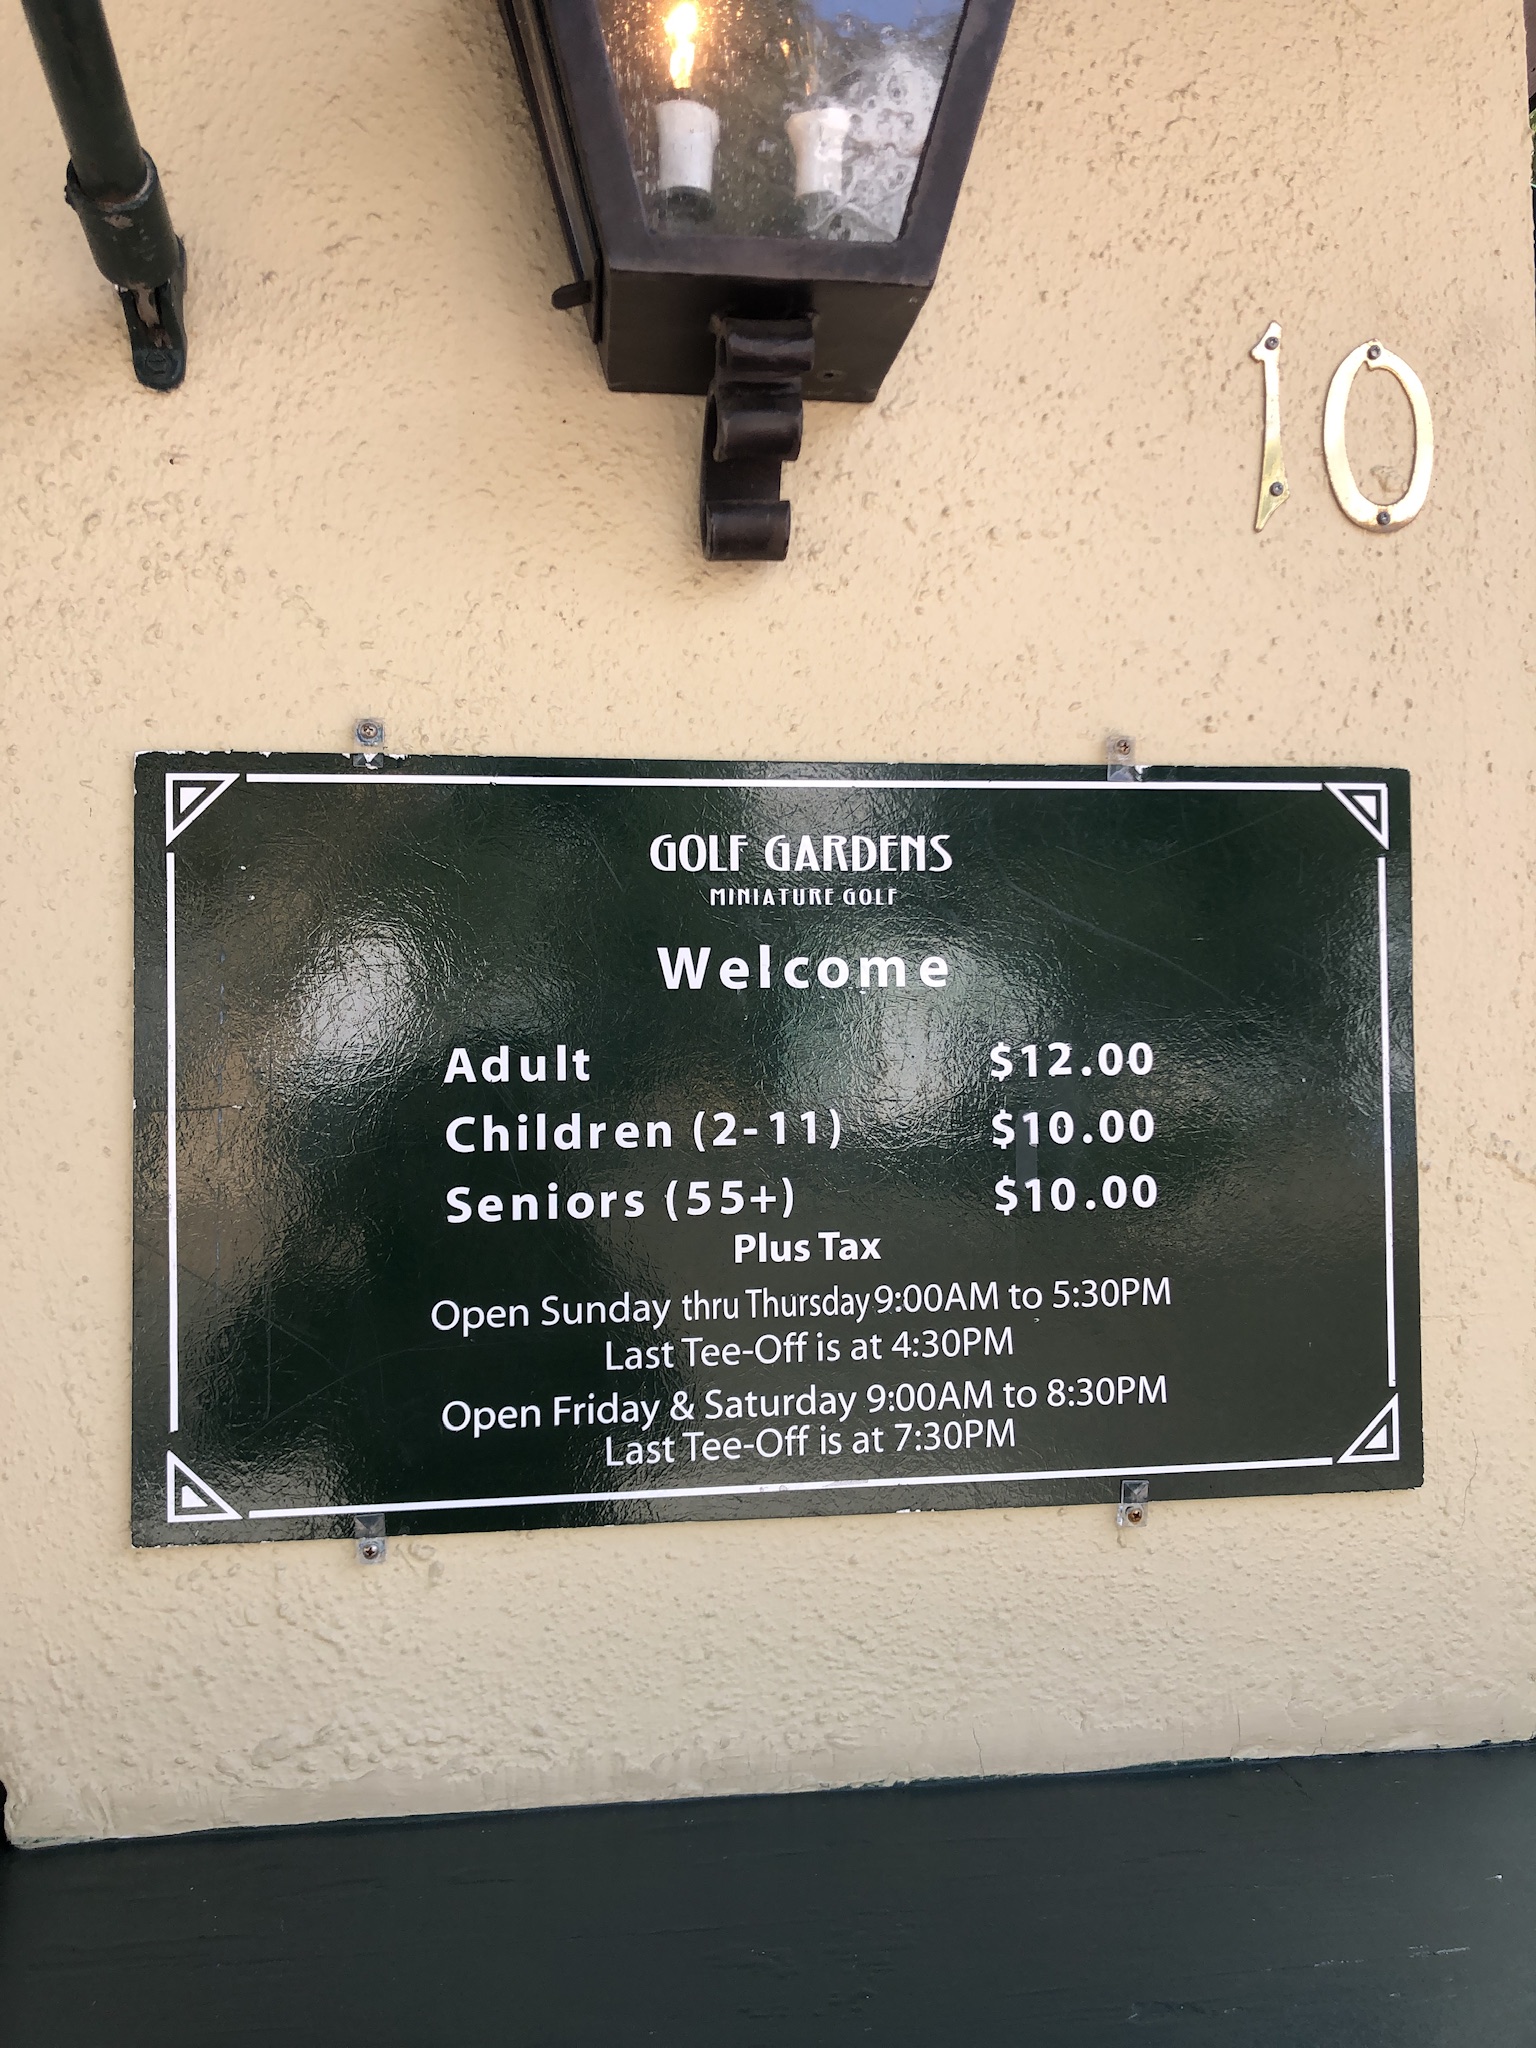 10
GOLF GARDENS
MINIATURE GOLF
Welcome
Adult $12.00
Children (2-11) $10.00
Seniors (55+) $10.00
Plus Tax
Open Sunday thru Thursday 9:00AM to 5:30PM
Last Tee-Off is at 4:30PM
Open Friday & Saturday 9:00AM to 8:30PM
Last Tee-Off is at 7:30PM